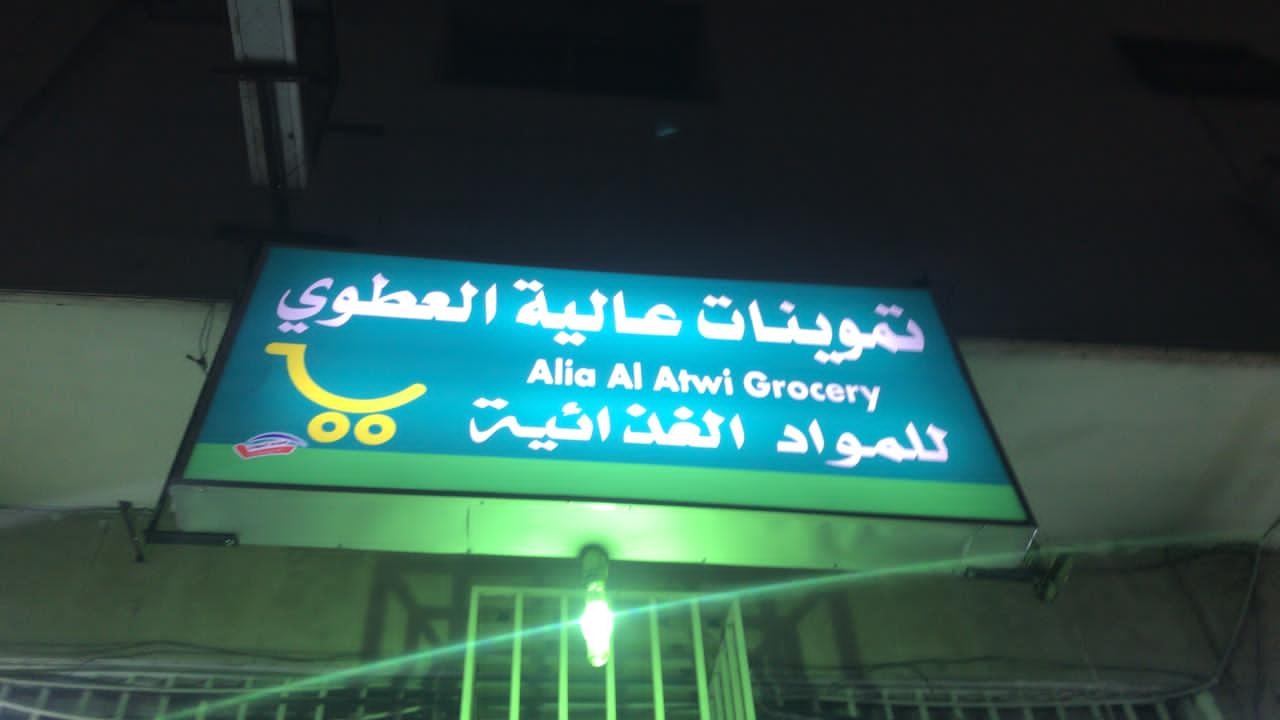 تموينات عالية العطوي
Alia Al Atwi Grocery
للمواد الغذائية